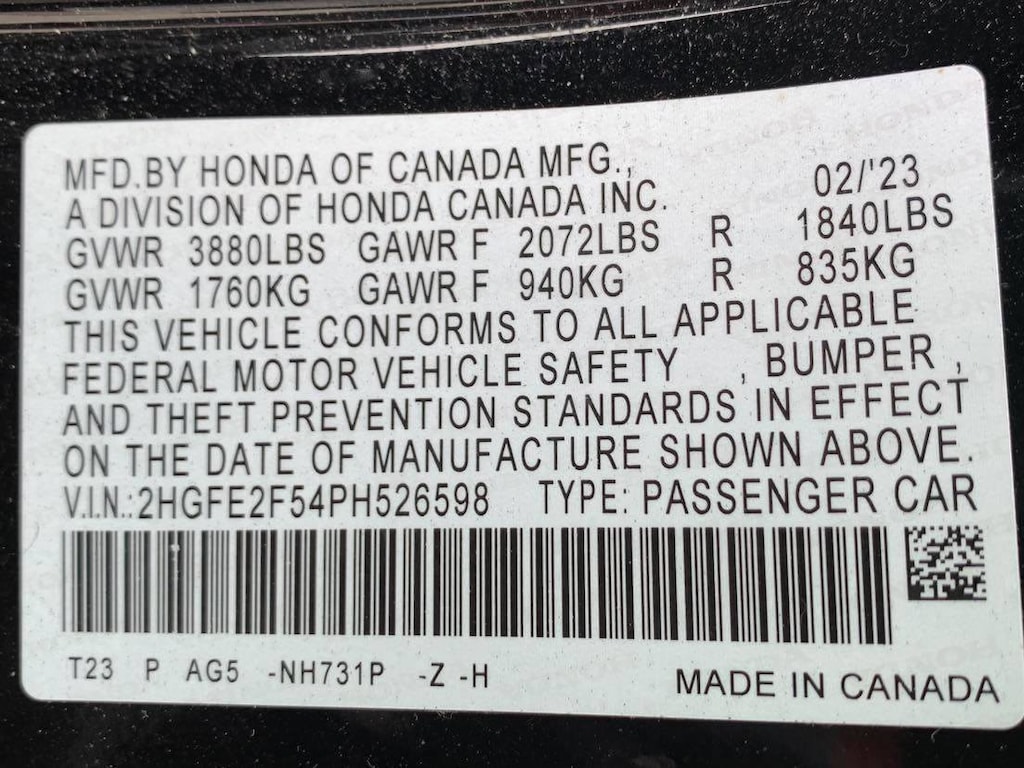 MFD.BY HONDA OF CANADA MFG.,
A DIVISION OF HONDA CANADA INC. 02/'23
GVWR 3880LBS GAWR F 2072LBS R 1840LBS
GVWR 1760KG GAWR F 940KG R 835KG
THIS VEHICLE CONFORMS TO ALL APPLICABLE
FEDERAL MOTOR VEHICLE SAFETY , BUMPER ,
AND THEFT PREVENTION STANDARDS IN EFFECT
ON THE DATE OF MANUFACTURE SHOWN ABOVE.
V.I.N.:2HGFE2F54PH526598 TYPE: PASSENGER CAR
T23 P AG5 -NH731P -Z -H MADE IN CANADA